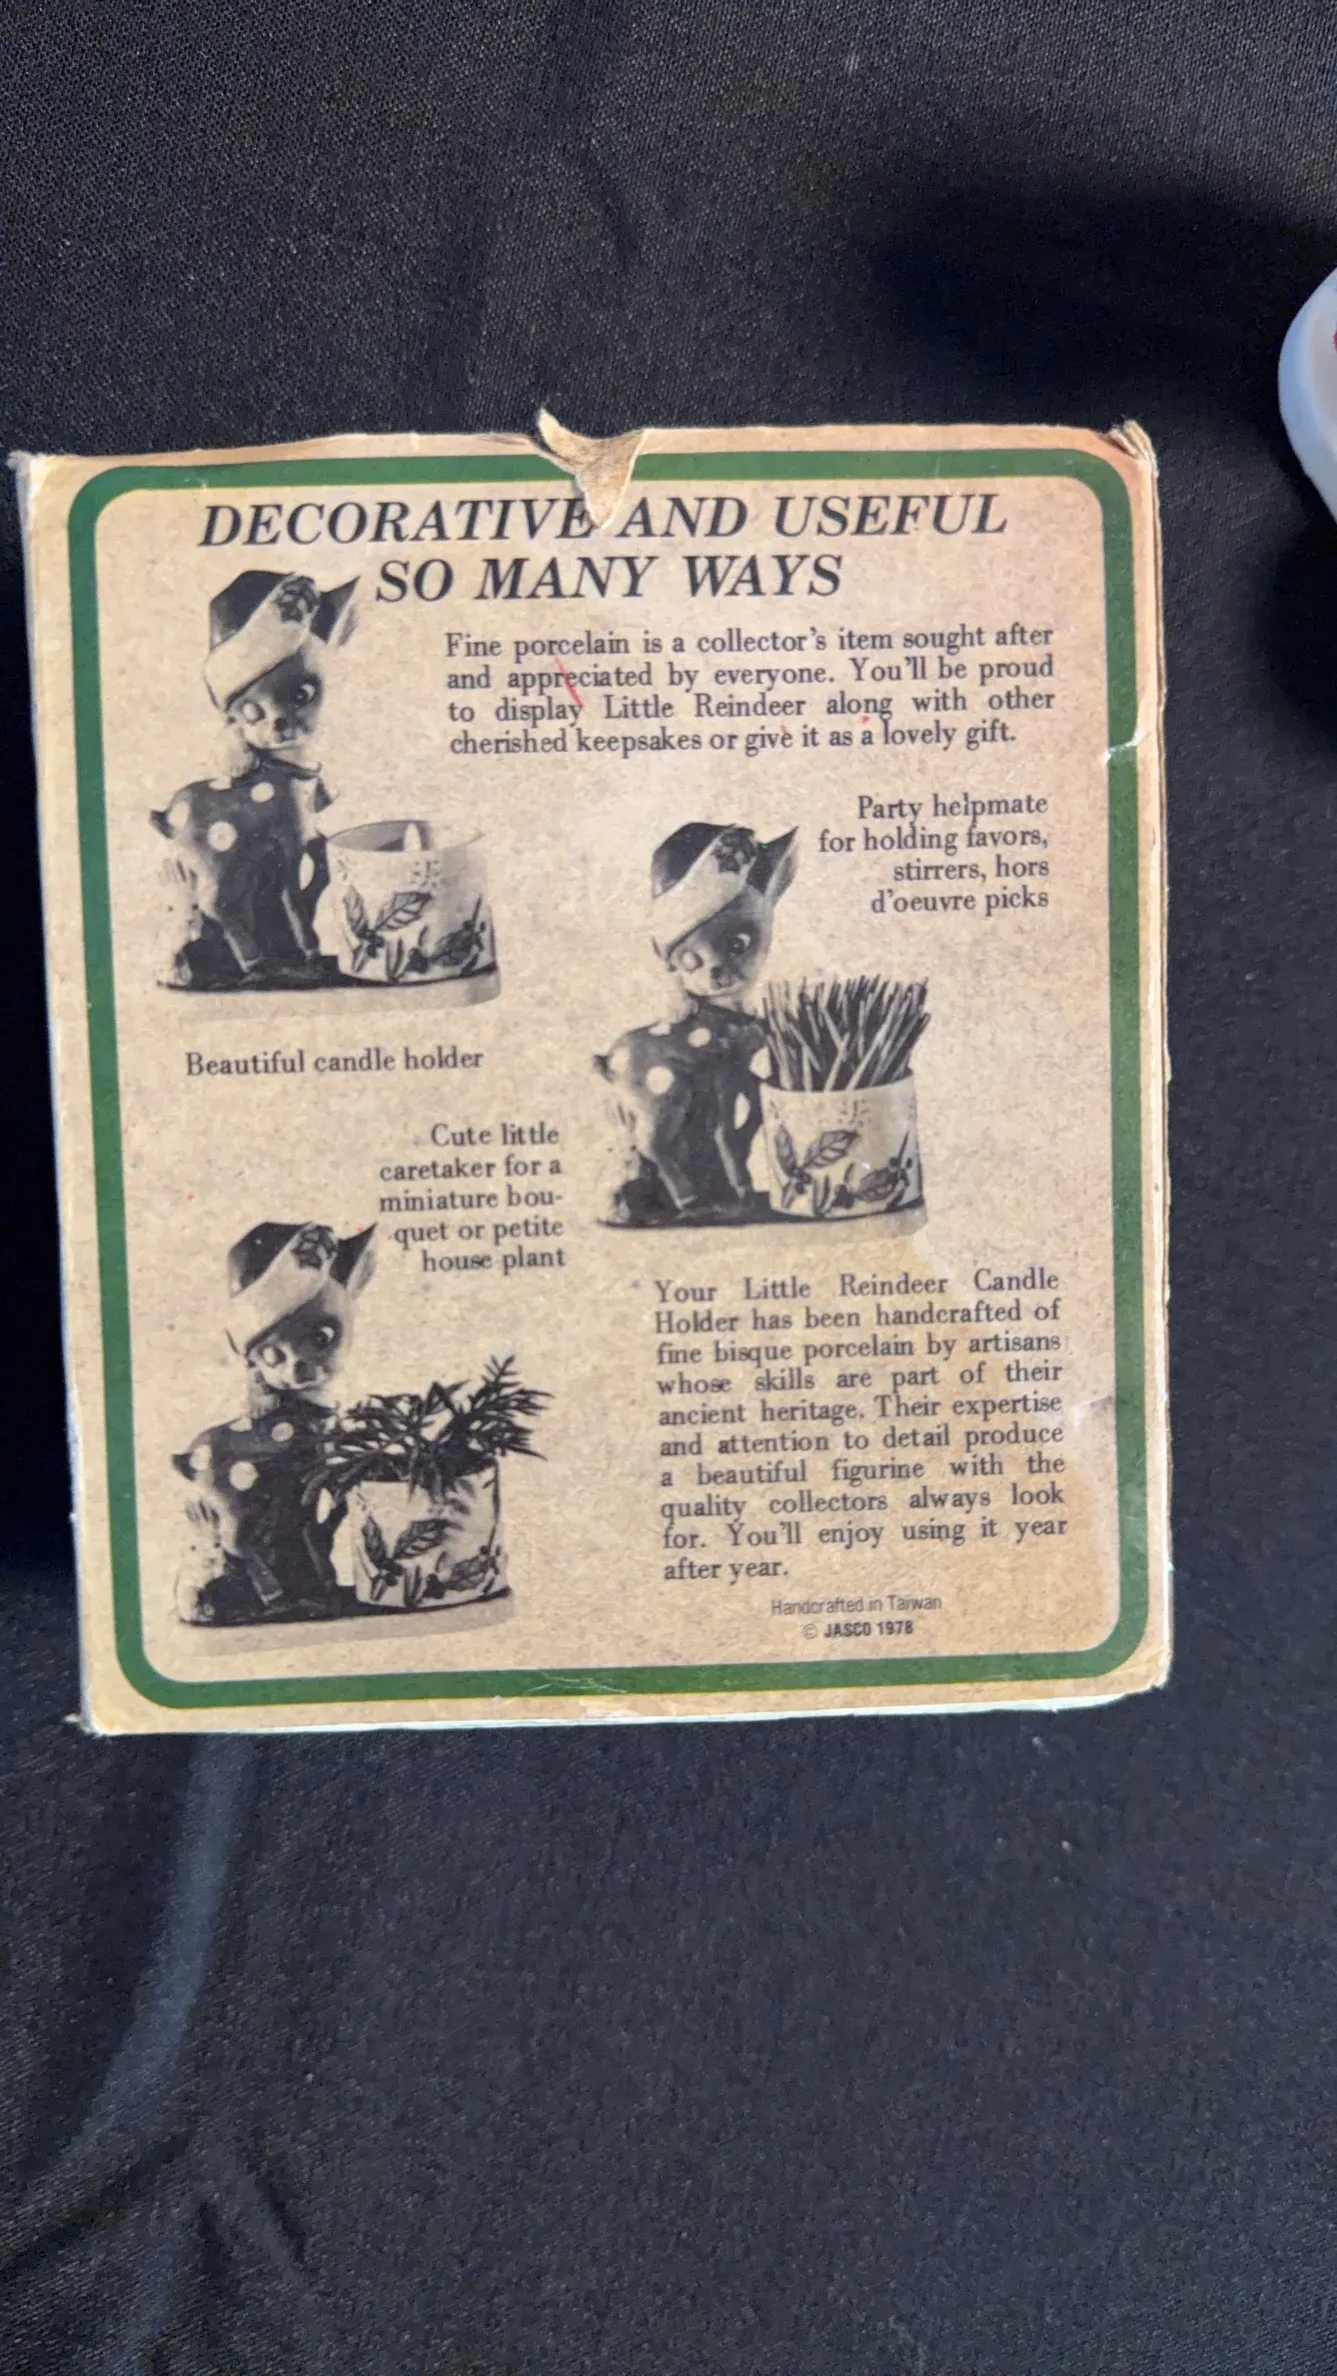 DECORATIVE AND USEFUL
SO MANY WAYS
Fine porcelain is a collector's item sought after
and appreciated by everyone. You'll be proud
to display Little Reindeer along with other
cherished keepsakes or give it as a lovely gift.
Party helpmate
for holding favors,
stirrers, hors
d'oeuvre picks
Beautiful candle holder
Cute little
caretaker for a
miniature bou-
quet or petite
house plant
Your Little Reindeer Candle
Holder has been handcrafted of
fine bisque porcelain by artisans
whose skills are part of their
ancient heritage. Their expertise
and attention to detail produce
a beautiful figurine with the
quality collectors always look
for. You'll enjoy using it year
after year.
Handcrafted in Taiwan
© JASCO 1978